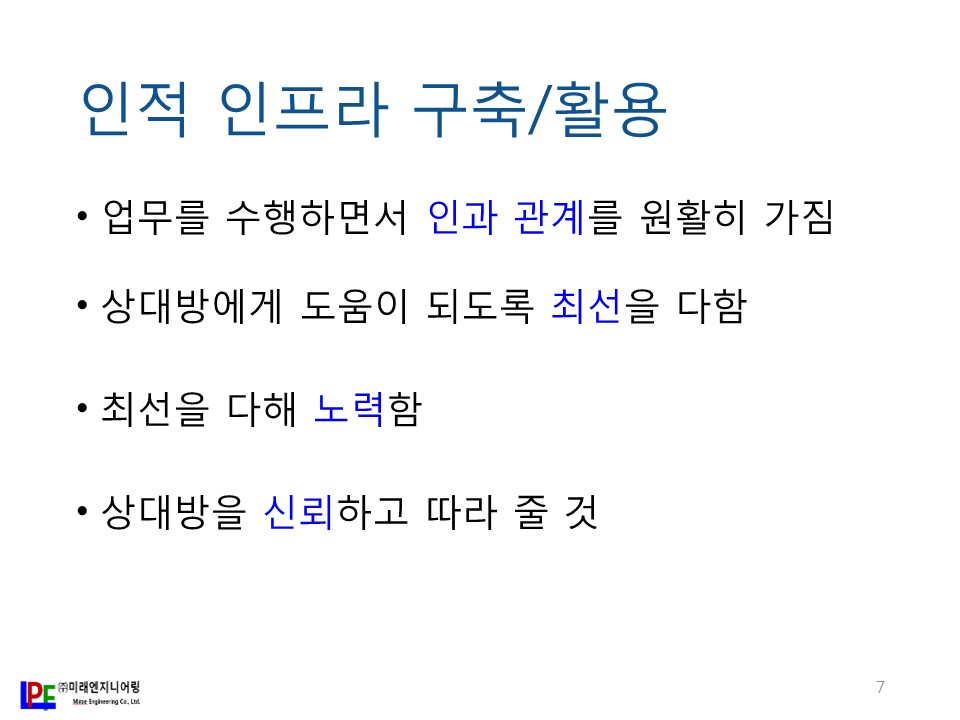 인적 인프라 구축/활용
• 업무를 수행하면서 인과 관계를 원활히 가짐
• 상대방에게 도움이 되도록 최선을 다함
• 최선을 다해 노력함
• 상대방을 신뢰하고 따라 줄 것
LPE ㈜미래엔지니어링
Mirae Engineering Co., Ltd.
7